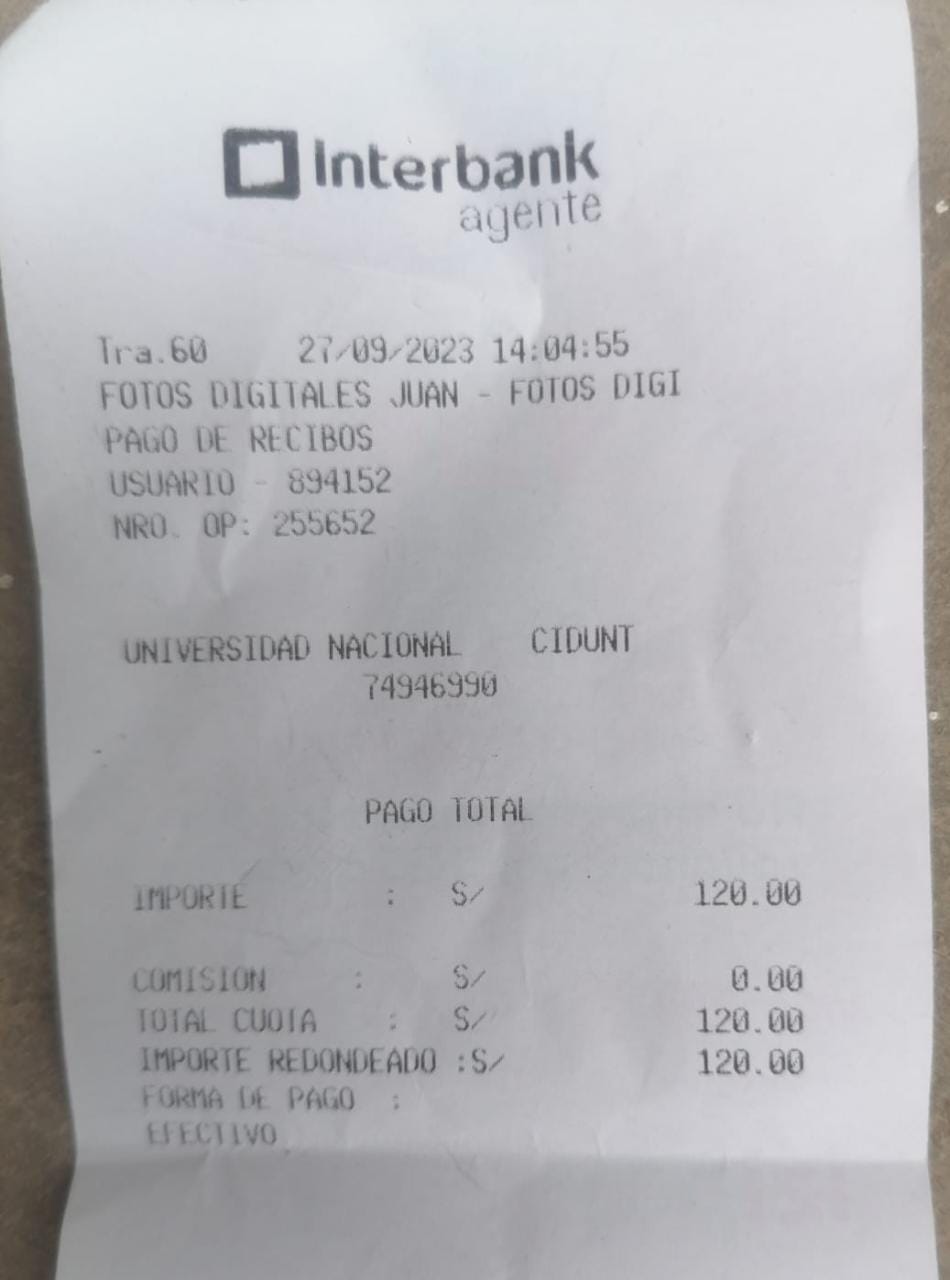 Interbank
agente
Tra.60 27/09/2023 14:04:55
FOTOS DIGITALES JUAN - FOTOS DIGI
PAGO DE RECIBOS
USUARIO - 894152
NRO. OP: 255652
UNIVERSIDAD NACIONAL CIDUNT
74946990
PAGO TOTAL
IMPORTE : S/ 120.00
COMISION : S/ 0.00
TOTAL CUOTA : S/ 120.00
IMPORTE REDONDEADO :S/ 120.00
FORMA DE PAGO :
EFECTIVO